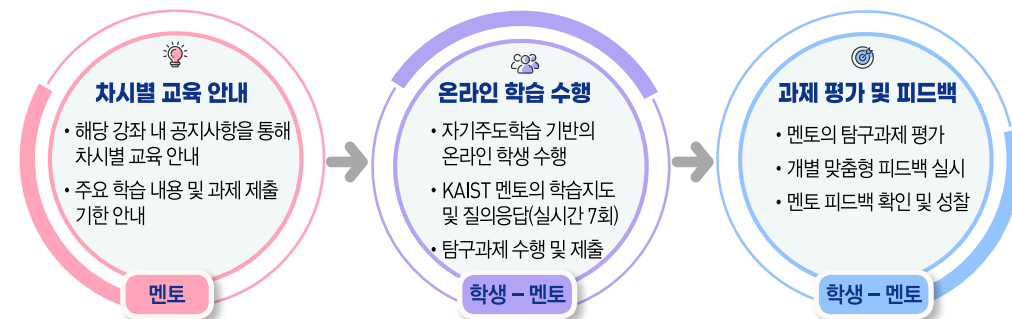 차시별 교육 안내
• 해당 강좌 내 공지사항을 통해
차시별 교육 안내
• 주요 학습 내용 및 과제 제출
기한 안내
멘토
온라인 학습 수행
• 자기주도학습 기반의
온라인 학생 수행
• KAIST 멘토의 학습지도
및 질의응답(실시간 7회)
• 탐구과제 수행 및 제출
학생 – 멘토
과제 평가 및 피드백
• 멘토의 탐구과제 평가
• 개별 맞춤형 피드백 실시
• 멘토 피드백 확인 및 성찰
학생 – 멘토